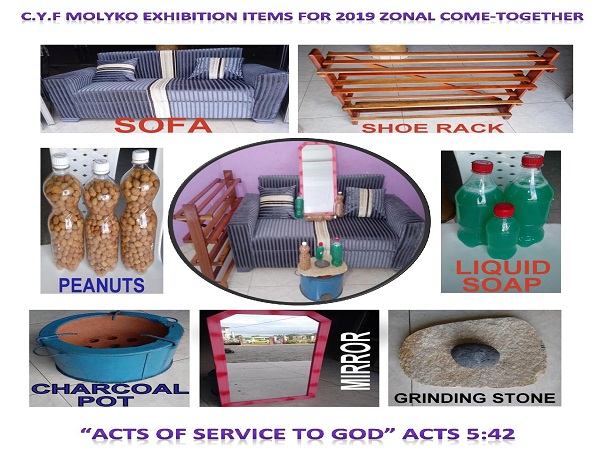 C.Y.F MOLYKO EXHIBITION ITEMS FOR 2019 ZONAL COME-TOGETHER
SOFA
SHOE RACK
PEANUTS
LIQUID
SOAP
CHARCOAL
POT
MIRROR
GRINDING STONE
“ACTS OF SERVICE TO GOD” ACTS 5:42